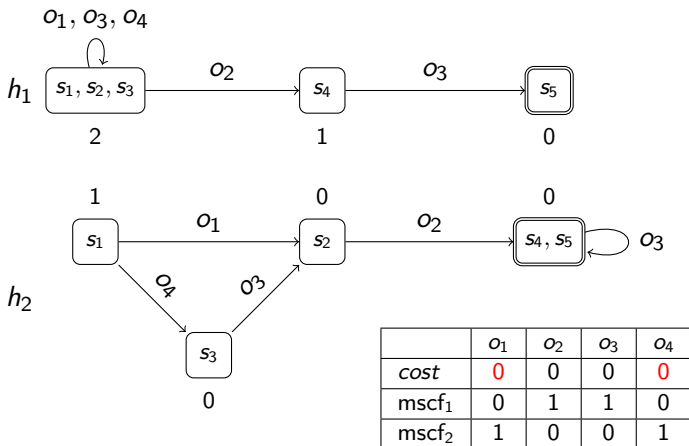 o₁, o₃, o₄
h₁ s₁, s₂, s₃ o₂ s₄ o₃ s₅
2 1 0
1 0 0
s₁ o₁ s₂ o₂ s₄, s₅ o₃
o₄ o₃
h₂
s₃
0
o₁ o₂ o₃ o₄
cost 0 0 0 0
mscf₁ 0 1 1 0
mscf₂ 1 0 0 1